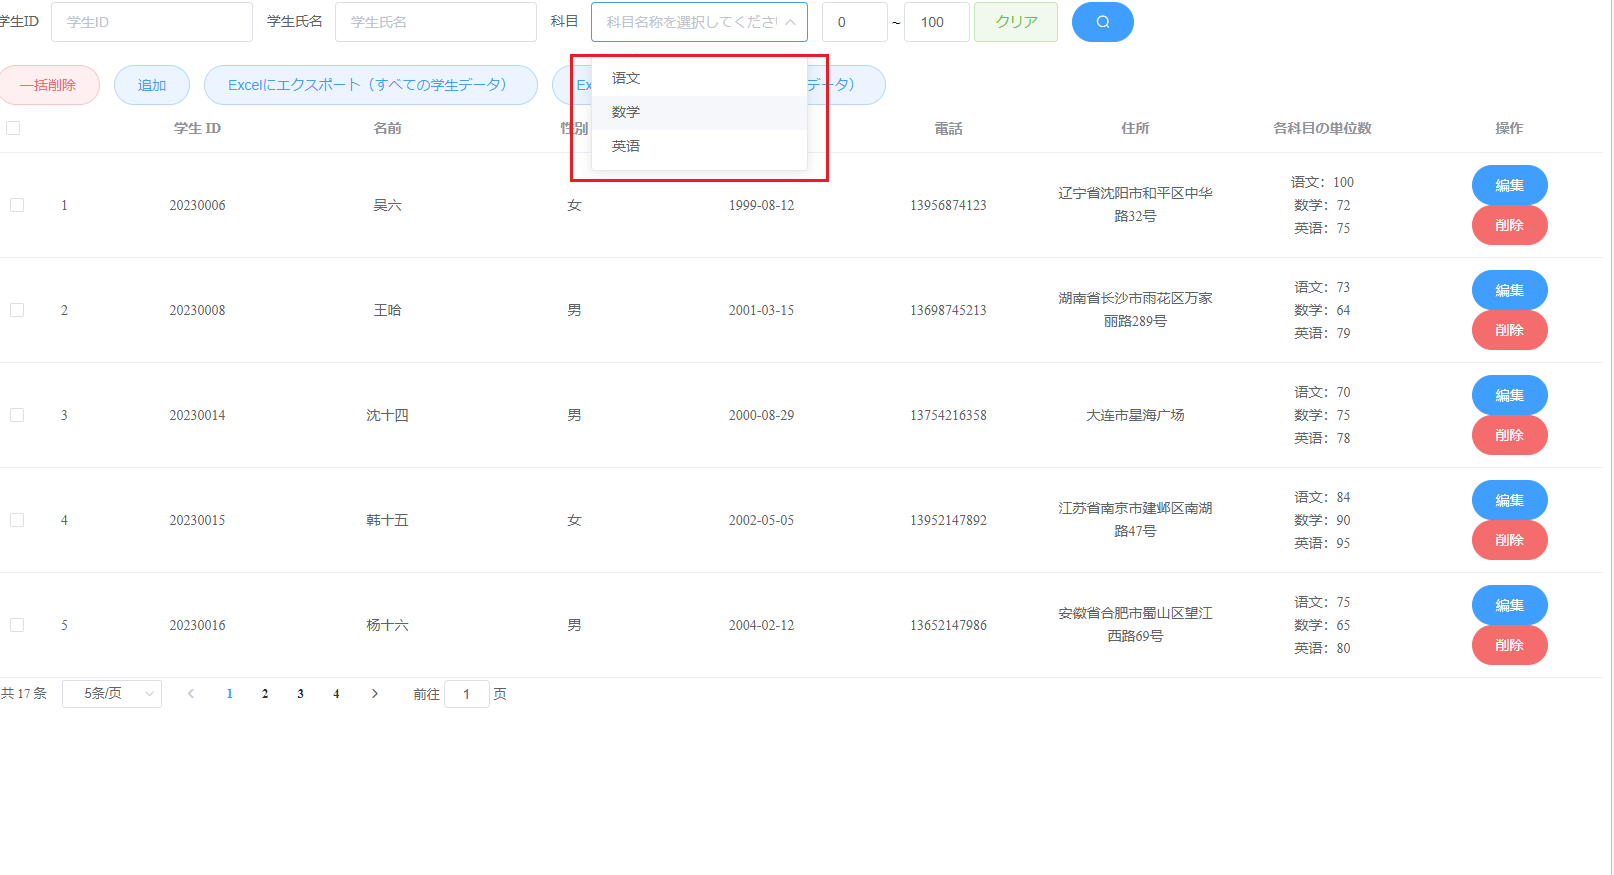 学生ID 学生ID 学生氏名 学生氏名 科目 科目名称を選択してください 0 ~ 100 クリア
一括削除 追加 Excelにエクスポート（すべての学生データ） Ex データ）
语文
数学
英语
学生 ID 名前 性別 電話 住所 各科目の単位数 操作
1 20230006 吴六 女 1999-08-12 13956874123 辽宁省沈阳市和平区中华
路32号
语文：100
数学：72
英语：75
编集
削除
2 20230008 王哈 男 2001-03-15 13698745213 湖南省长沙市雨花区万家
丽路289号
语文：73
数学：64
英语：79
编集
削除
3 20230014 沈十四 男 2000-08-29 13754216358 大连市星海广场
语文：70
数学：75
英语：78
编集
削除
4 20230015 韩十五 女 2002-05-05 13952147892 江苏省南京市建邺区南湖
路47号
语文：84
数学：90
英语：95
编集
削除
5 20230016 杨十六 男 2004-02-12 13652147986 安徽省合肥市蜀山区望江
西路69号
语文：75
数学：65
英语：80
编集
削除
共 17 条 5条/页 1 2 3 4 前往 1 页